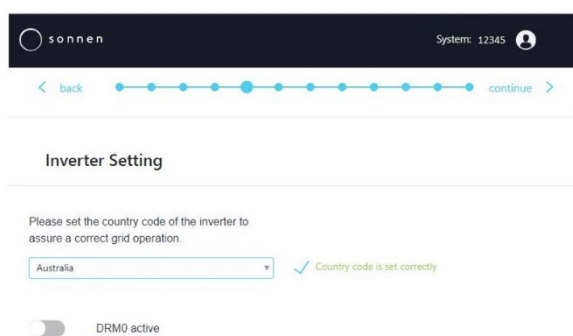 sonnen
System: 12345
back
continue
Inverter Setting
Please set the country code of the inverter to
assure a correct grid operation.
Australia
Country code is set correctly
DRM0 active